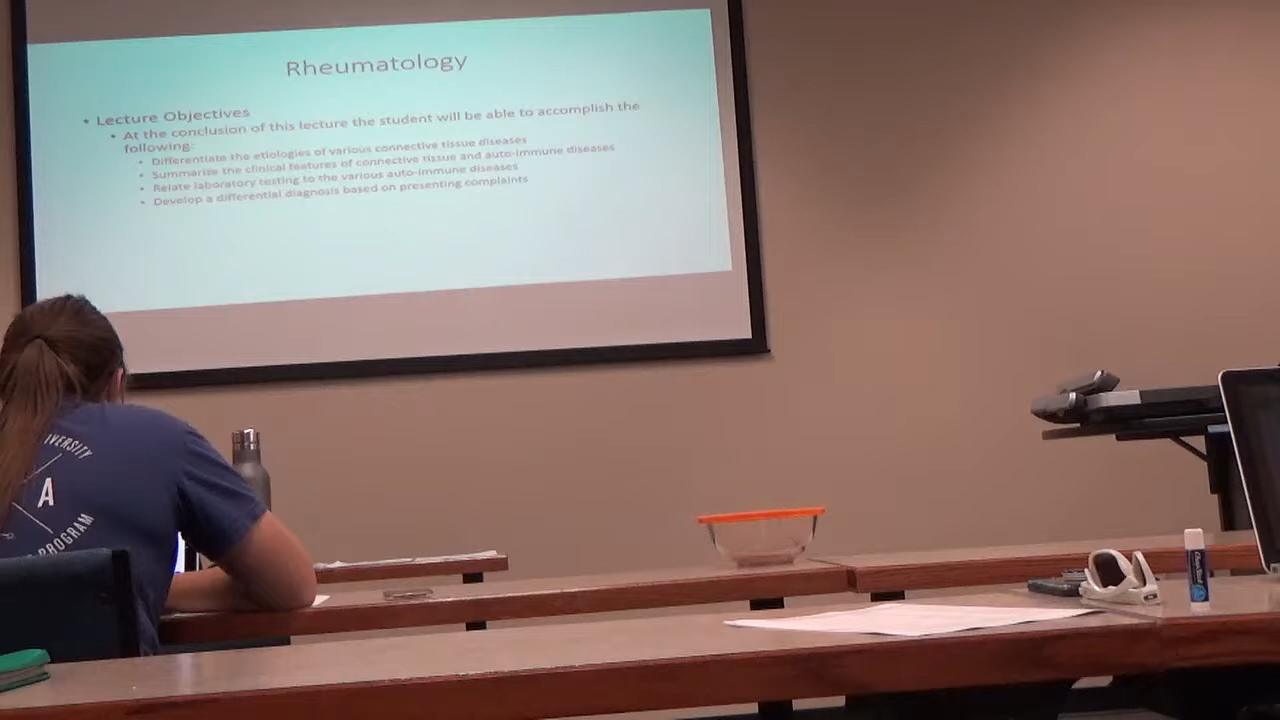 Rheumatology
• Lecture Objectives
• At the conclusion of this lecture the student will be able to accomplish the
following:
• Differentiate the etiologies of various connective tissue diseases
• Summarize the clinical features of connective tissue and auto-immune diseases
• Relate laboratory testing to the various auto-immune diseases
• Develop a differential diagnosis based on presenting complaints
IVERSITY
A
PROGRAM
ChapStick